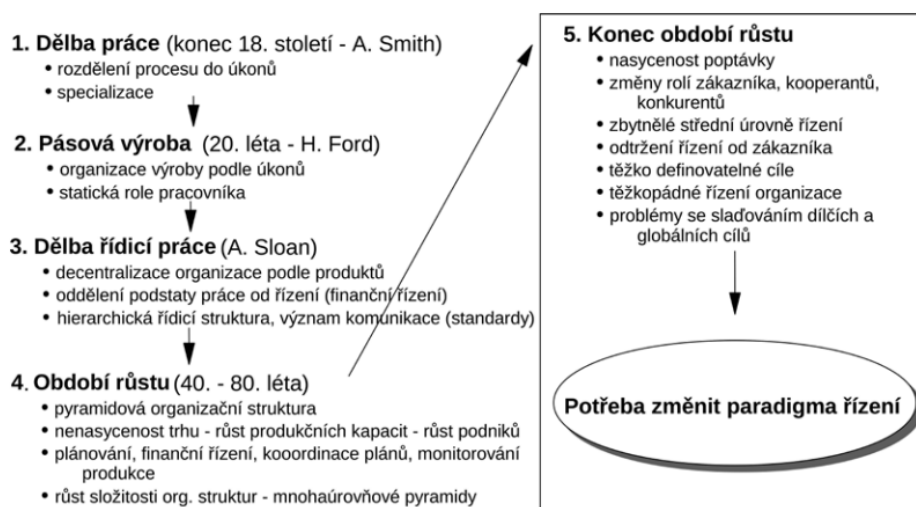 1. Dělba práce (konec 18. století - A. Smith)
• rozdělení procesu do úkonů
• specializace
2. Pásová výroba (20. léta - H. Ford)
• organizace výroby podle úkonů
• statická role pracovníka
3. Dělba řídicí práce (A. Sloan)
• decentralizace organizace podle produktů
• oddělení podstaty práce od řízení (finanční řízení)
• hierarchická řídicí struktura, význam komunikace (standardy)
4. Období růstu (40. - 80. léta)
• pyramidová organizační struktura
• nenasycenost trhu - růst produkčních kapacit - růst podniků
• plánování, finanční řízení, kooordinace plánů, monitorování
produkce
• růst složitosti org. struktur - mnohaúrovňové pyramidy
5. Konec období růstu
• nasycenost poptávky
• změny rolí zákazníka, kooperantů,
konkurentů
• zbytnělé střední úrovně řízení
• odtržení řízení od zákazníka
• těžko definovatelné cíle
• těžkopádné řízení organizace
• problémy se slaďováním dílčích a
globálních cílů
Potřeba změnit paradigma řízení